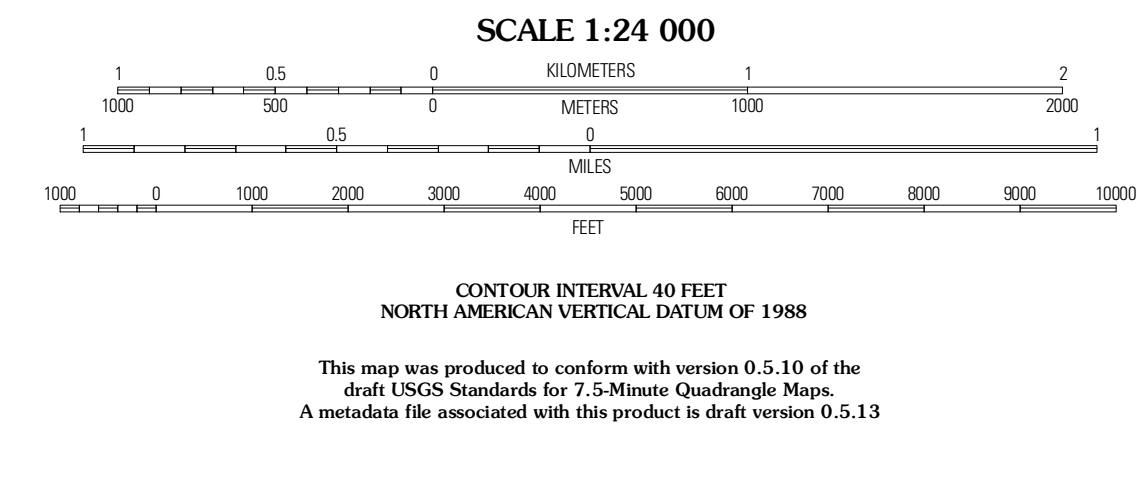 SCALE 1:24 000
1 0.5 0 KILOMETERS 1 2
1000 500 0 METERS 1000 2000
1 0.5 0 1
MILES
1000 0 1000 2000 3000 4000 5000 6000 7000 8000 9000 10000
FEET
CONTOUR INTERVAL 40 FEET
NORTH AMERICAN VERTICAL DATUM OF 1988
This map was produced to conform with version 0.5.10 of the
draft USGS Standards for 7.5-Minute Quadrangle Maps.
A metadata file associated with this product is draft version 0.5.13